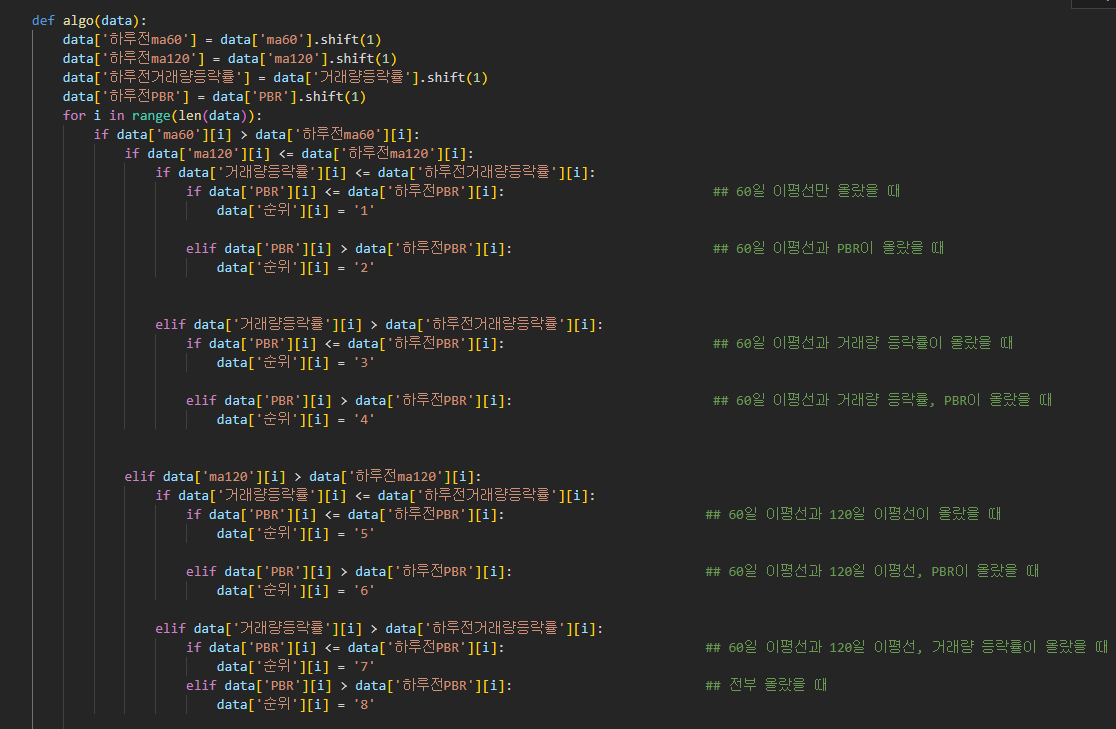 def algo(data):
data['하루전ma60'] = data['ma60'].shift(1)
data['하루전ma120'] = data['ma120'].shift(1)
data['하루전거래량등락률'] = data['거래량등락률'].shift(1)
data['하루전PBR'] = data['PBR'].shift(1)
for i in range(len(data)):
if data['ma60'][i] > data['하루전ma60'][i]:
if data['ma120'][i] <= data['하루전ma120'][i]:
if data['거래량등락률'][i] <= data['하루전거래량등락률'][i]:
if data['PBR'][i] <= data['하루전PBR'][i]: ## 60일 이평선만 올랐을 때
data['순위'][i] = '1'
elif data['PBR'][i] > data['하루전PBR'][i]: ## 60일 이평선과 PBR이 올랐을 때
data['순위'][i] = '2'
elif data['거래량등락률'][i] > data['하루전거래량등락률'][i]:
if data['PBR'][i] <= data['하루전PBR'][i]: ## 60일 이평선과 거래량 등락률이 올랐을 때
data['순위'][i] = '3'
elif data['PBR'][i] > data['하루전PBR'][i]: ## 60일 이평선과 거래량 등락률, PBR이 올랐을 때
data['순위'][i] = '4'
elif data['ma120'][i] > data['하루전ma120'][i]:
if data['거래량등락률'][i] <= data['하루전거래량등락률'][i]:
if data['PBR'][i] <= data['하루전PBR'][i]: ## 60일 이평선과 120일 이평선이 올랐을 때
data['순위'][i] = '5'
elif data['PBR'][i] > data['하루전PBR'][i]: ## 60일 이평선과 120일 이평선, PBR이 올랐을 때
data['순위'][i] = '6'
elif data['거래량등락률'][i] > data['하루전거래량등락률'][i]:
if data['PBR'][i] <= data['하루전PBR'][i]: ## 60일 이평선과 120일 이평선, 거래량 등락률이 올랐을 때
data['순위'][i] = '7'
elif data['PBR'][i] > data['하루전PBR'][i]: ## 전부 올랐을 때
data['순위'][i] = '8'